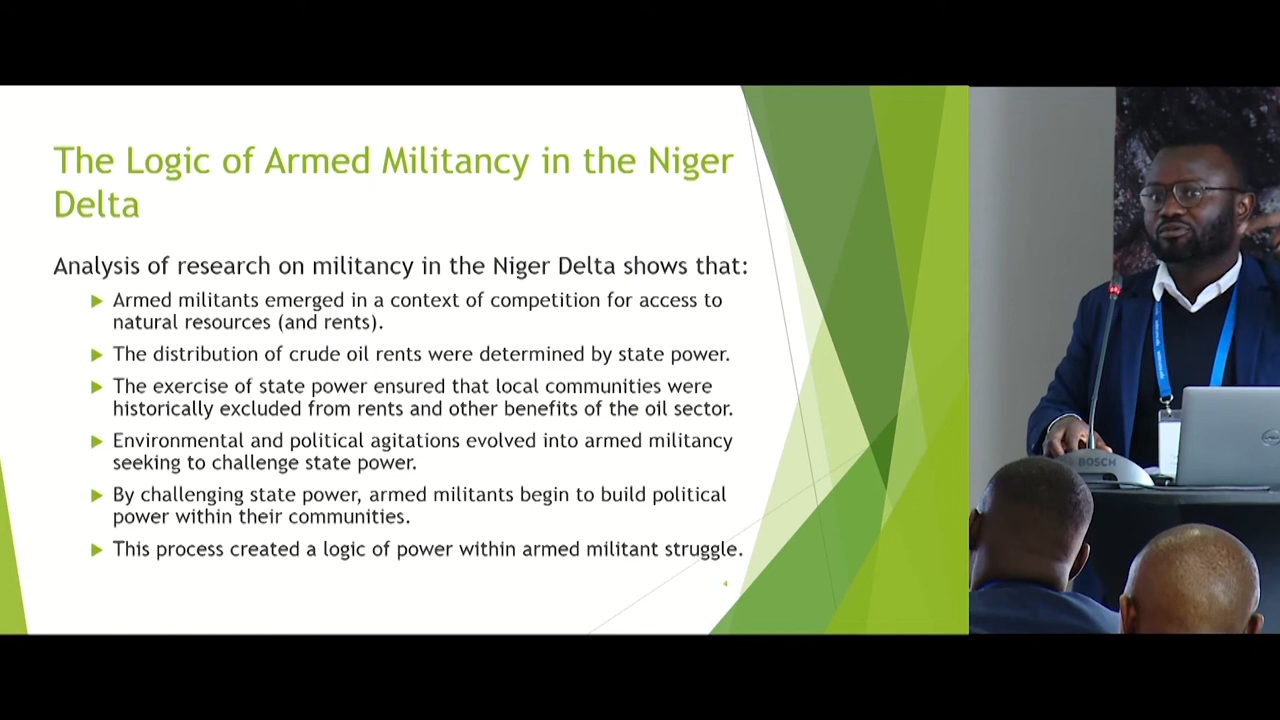 The Logic of Armed Militancy in the Niger
Delta
Analysis of research on militancy in the Niger Delta shows that:
Armed militants emerged in a context of competition for access to
natural resources (and rents).
The distribution of crude oil rents were determined by state power.
The exercise of state power ensured that local communities were
historically excluded from rents and other benefits of the oil sector.
Environmental and political agitations evolved into armed militancy
seeking to challenge state power.
By challenging state power, armed militants begin to build political
power within their communities.
This process created a logic of power within armed militant struggle.
4
BOSCH